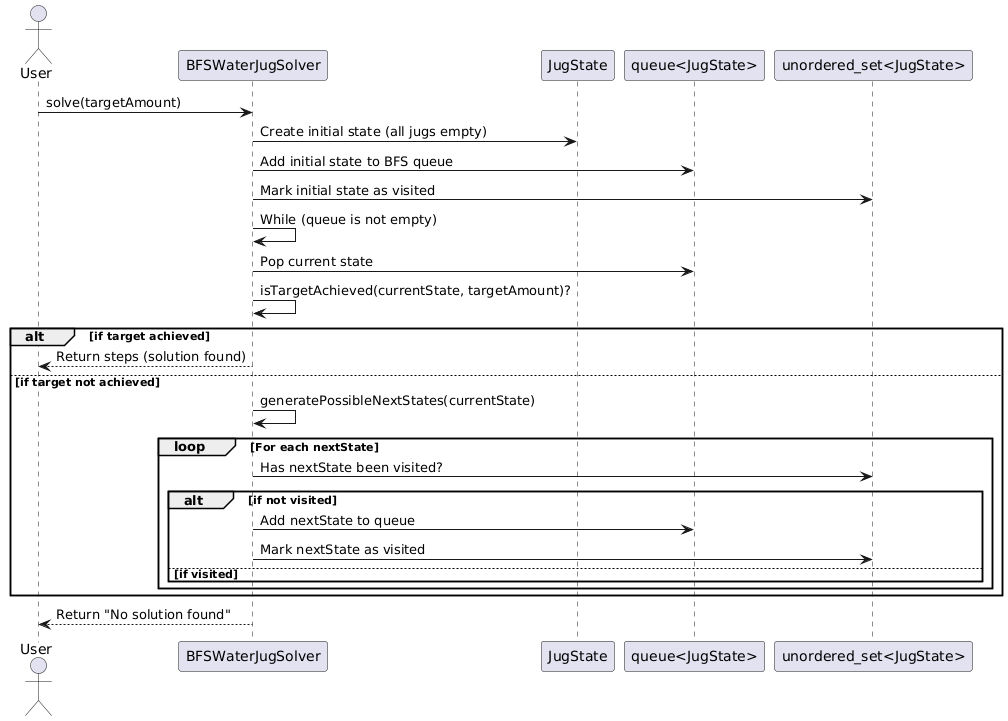 User
BFSWaterJugSolver
JugState
queue<JugState>
unordered_set<JugState>
solve(targetAmount)
Create initial state (all jugs empty)
Add initial state to BFS queue
Mark initial state as visited
While (queue is not empty)
Pop current state
isTargetAchieved(currentState, targetAmount)?
alt [if target achieved]
Return steps (solution found)
[if target not achieved]
generatePossibleNextStates(currentState)
loop [For each nextState]
Has nextState been visited?
alt [if not visited]
Add nextState to queue
Mark nextState as visited
[if visited]
Return "No solution found"
User
BFSWaterJugSolver
JugState
queue<JugState>
unordered_set<JugState>